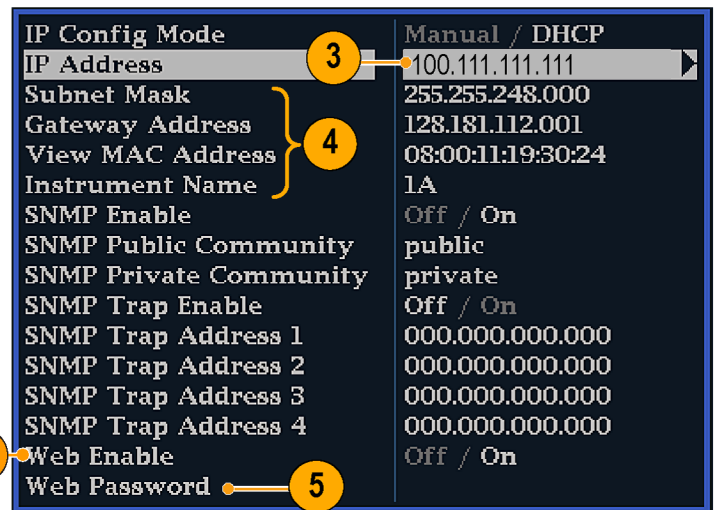 IP Config Mode Manual / DHCP
IP Address 3 100.111.111.111
Subnet Mask 255.255.248.000
Gateway Address 128.181.112.001
4
View MAC Address 08:00:11:19:30:24
Instrument Name 1A
SNMP Enable Off / On
SNMP Public Community public
SNMP Private Community private
SNMP Trap Enable Off / On
SNMP Trap Address 1 000.000.000.000
SNMP Trap Address 2 000.000.000.000
SNMP Trap Address 3 000.000.000.000
SNMP Trap Address 4 000.000.000.000
Web Enable Off / On
Web Password 5